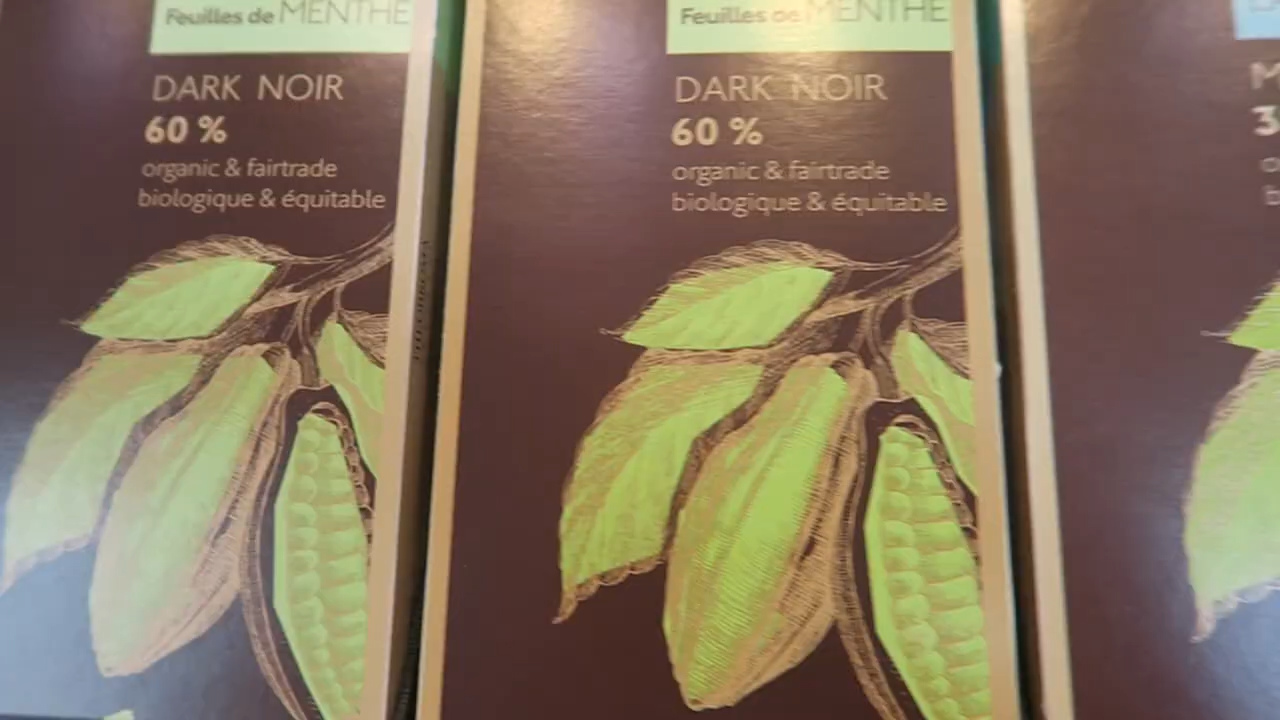 Feuilles de MENTHE
DARK NOIR
60 %
organic & fairtrade
biologique & équitable
Feuilles de MENTHE
DARK NOIR
60 %
organic & fairtrade
biologique & équitable
M
3